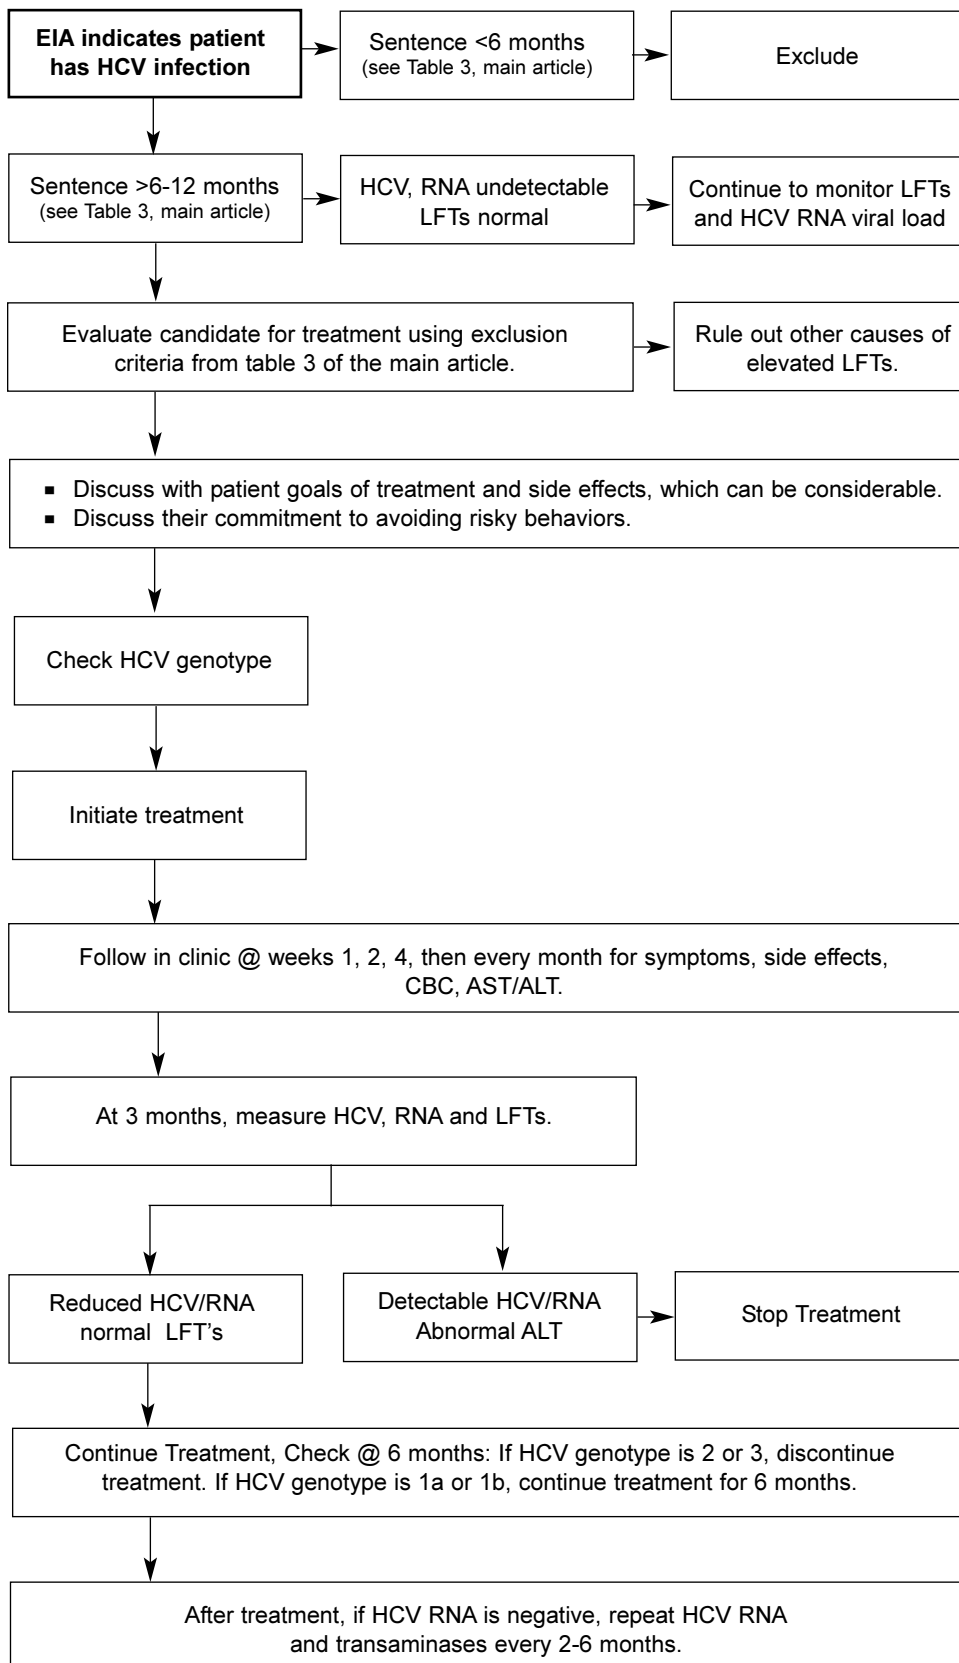 EIA indicates patient
has HCV infection
Sentence <6 months
(see Table 3, main article)
Exclude
Sentence >6-12 months
(see Table 3, main article)
HCV, RNA undetectable
LFTs normal
Continue to monitor LFTs
and HCV RNA viral load
Evaluate candidate for treatment using exclusion
criteria from table 3 of the main article.
Rule out other causes of
elevated LFTs.
▪ Discuss with patient goals of treatment and side effects, which can be considerable.
▪ Discuss their commitment to avoiding risky behaviors.
Check HCV genotype
Initiate treatment
Follow in clinic @ weeks 1, 2, 4, then every month for symptoms, side effects,
CBC, AST/ALT.
At 3 months, measure HCV, RNA and LFTs.
Reduced HCV/RNA
normal LFT's
Detectable HCV/RNA
Abnormal ALT
Stop Treatment
Continue Treatment, Check @ 6 months: If HCV genotype is 2 or 3, discontinue
treatment. If HCV genotype is 1a or 1b, continue treatment for 6 months.
After treatment, if HCV RNA is negative, repeat HCV RNA
and transaminases every 2-6 months.